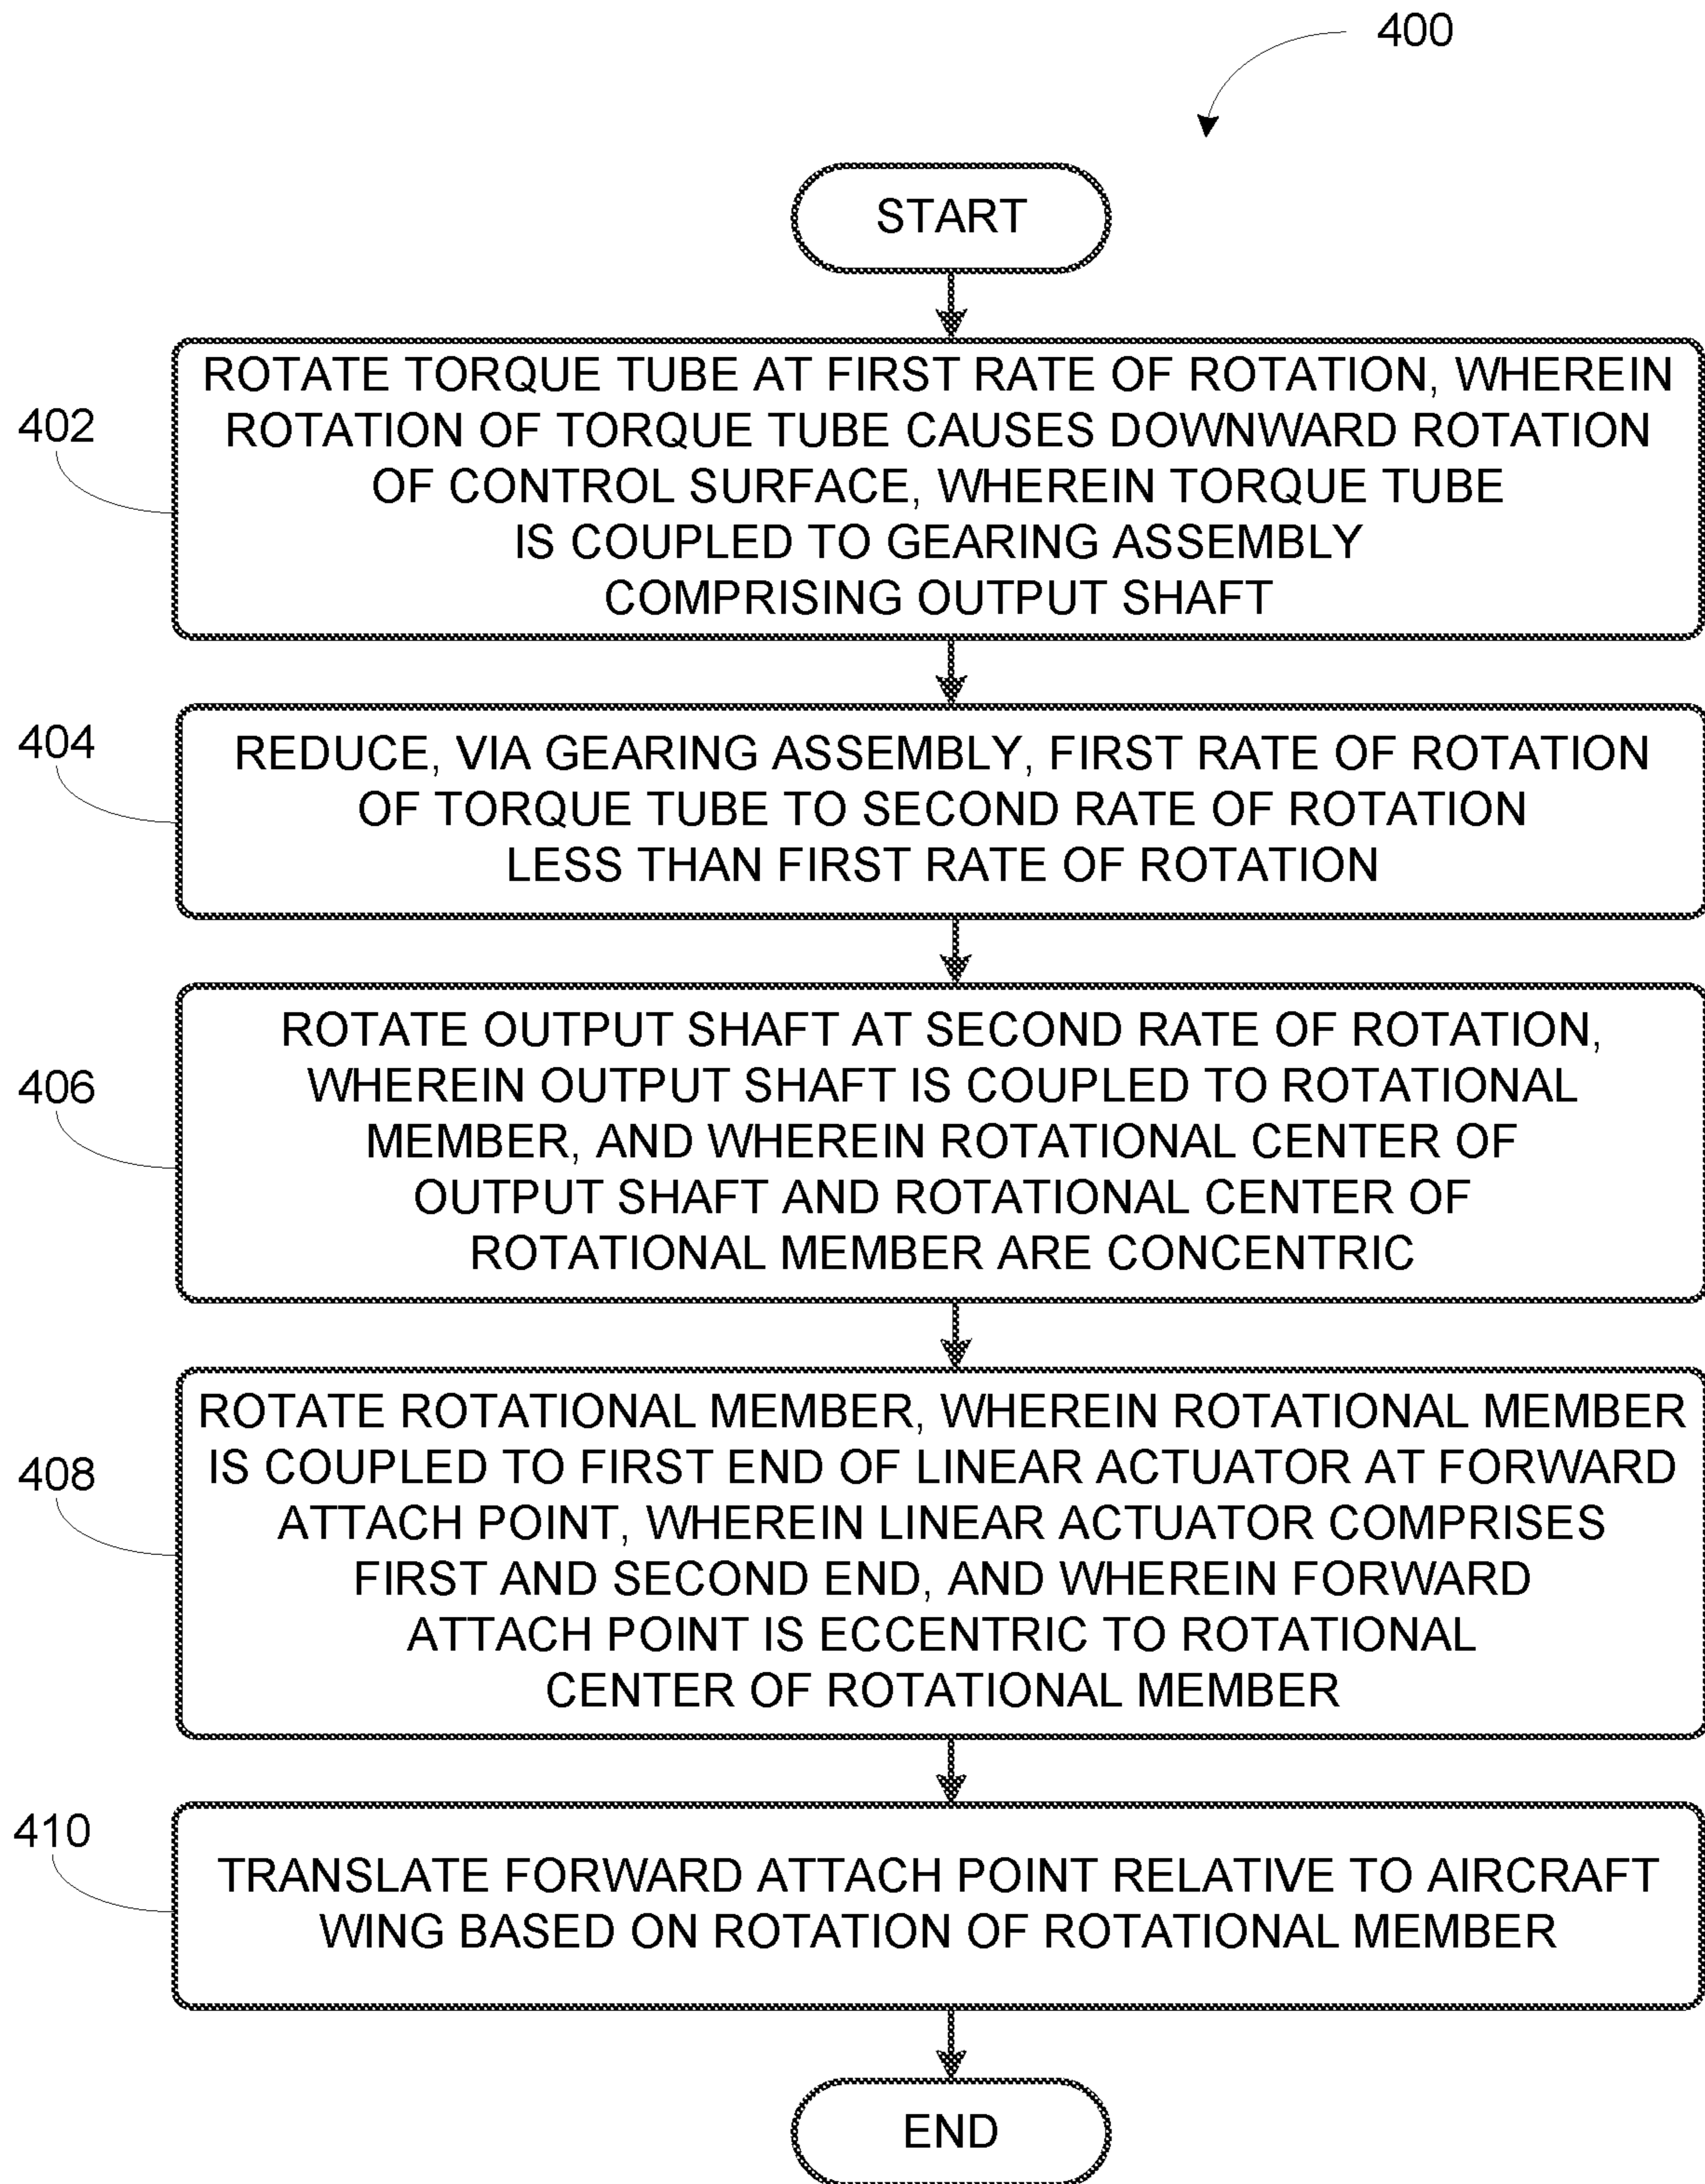 400
START
402
ROTATE TORQUE TUBE AT FIRST RATE OF ROTATION, WHEREIN
ROTATION OF TORQUE TUBE CAUSES DOWNWARD ROTATION
OF CONTROL SURFACE, WHEREIN TORQUE TUBE
IS COUPLED TO GEARING ASSEMBLY
COMPRISING OUTPUT SHAFT
404
REDUCE, VIA GEARING ASSEMBLY, FIRST RATE OF ROTATION
OF TORQUE TUBE TO SECOND RATE OF ROTATION
LESS THAN FIRST RATE OF ROTATION
406
ROTATE OUTPUT SHAFT AT SECOND RATE OF ROTATION,
WHEREIN OUTPUT SHAFT IS COUPLED TO ROTATIONAL
MEMBER, AND WHEREIN ROTATIONAL CENTER OF
OUTPUT SHAFT AND ROTATIONAL CENTER OF
ROTATIONAL MEMBER ARE CONCENTRIC
408
ROTATE ROTATIONAL MEMBER, WHEREIN ROTATIONAL MEMBER
IS COUPLED TO FIRST END OF LINEAR ACTUATOR AT FORWARD
ATTACH POINT, WHEREIN LINEAR ACTUATOR COMPRISES
FIRST AND SECOND END, AND WHEREIN FORWARD
ATTACH POINT IS ECCENTRIC TO ROTATIONAL
CENTER OF ROTATIONAL MEMBER
410
TRANSLATE FORWARD ATTACH POINT RELATIVE TO AIRCRAFT
WING BASED ON ROTATION OF ROTATIONAL MEMBER
END